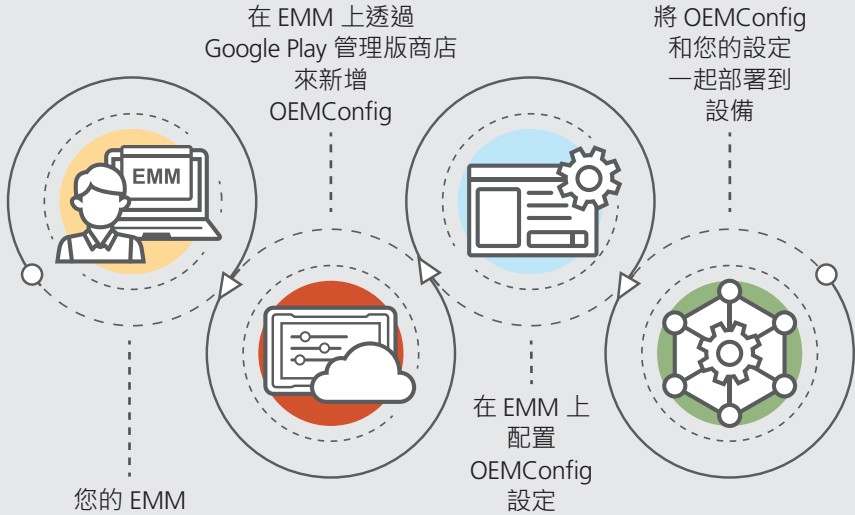 EMM
您的 EMM
在 EMM 上透過
Google Play 管理版商店
來新增
OEMConfig
在 EMM 上
配置
OEMConfig
設定
將 OEMConfig
和您的設定
一起部署到
設備